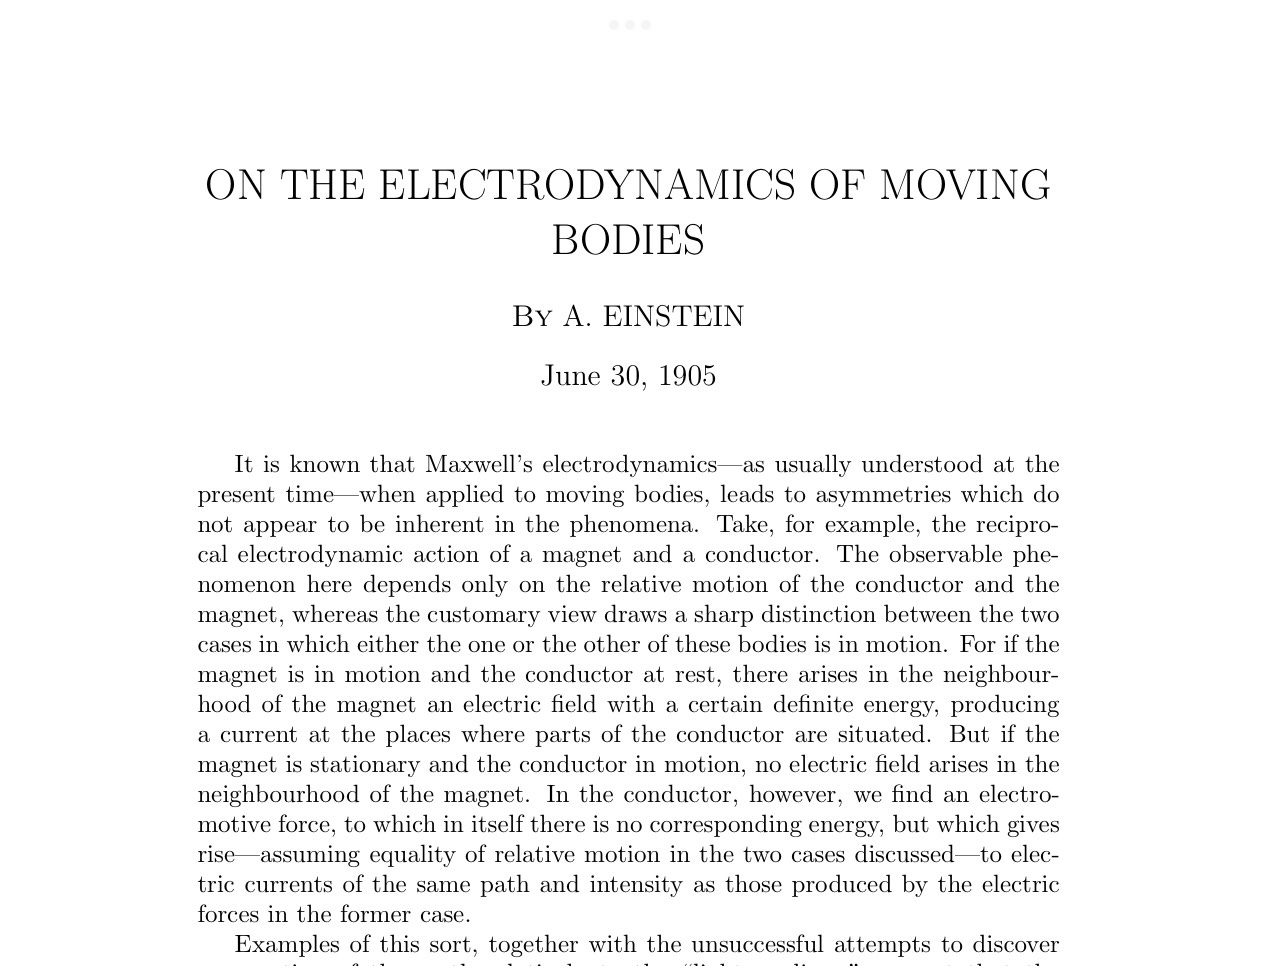 ON THE ELECTRODYNAMICS OF MOVING
BODIES
By A. EINSTEIN
June 30, 1905
It is known that Maxwell’s electrodynamics—as usually understood at the
present time—when applied to moving bodies, leads to asymmetries which do
not appear to be inherent in the phenomena. Take, for example, the recipro-
cal electrodynamic action of a magnet and a conductor. The observable phe-
nomenon here depends only on the relative motion of the conductor and the
magnet, whereas the customary view draws a sharp distinction between the two
cases in which either the one or the other of these bodies is in motion. For if the
magnet is in motion and the conductor at rest, there arises in the neighbour-
hood of the magnet an electric field with a certain definite energy, producing
a current at the places where parts of the conductor are situated. But if the
magnet is stationary and the conductor in motion, no electric field arises in the
neighbourhood of the magnet. In the conductor, however, we find an electro-
motive force, to which in itself there is no corresponding energy, but which gives
rise—assuming equality of relative motion in the two cases discussed—to elec-
tric currents of the same path and intensity as those produced by the electric
forces in the former case.
Examples of this sort, together with the unsuccessful attempts to discover